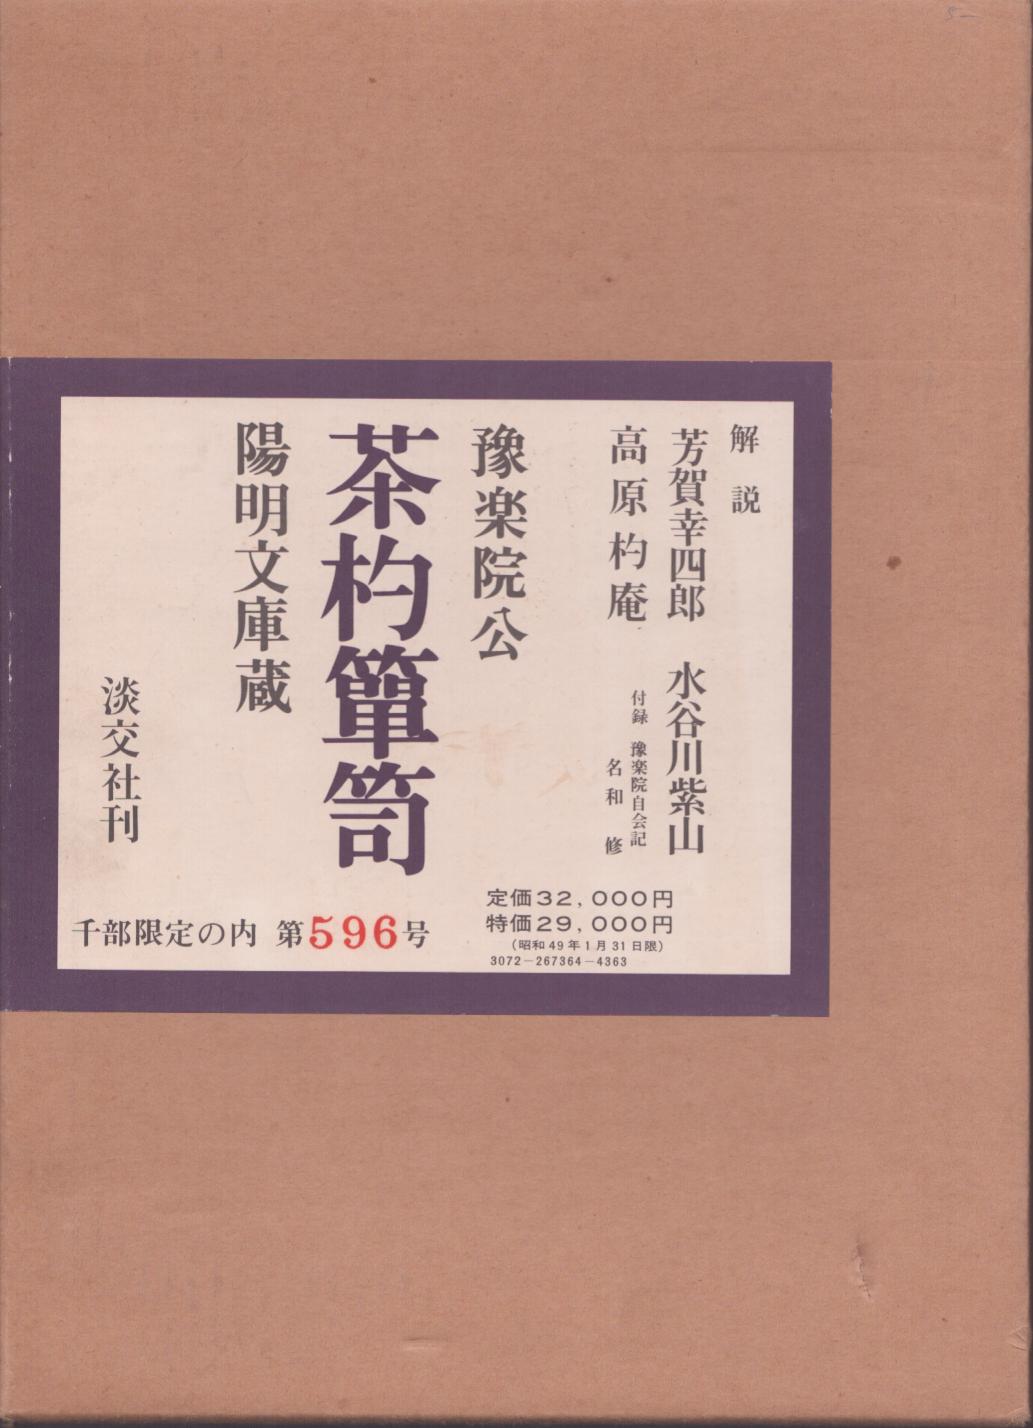 解説
芳賀幸四郎　水谷川紫山
高原杓庵
付録　豫楽院自会記
名和　修
豫楽院公
茶杓簞笥
陽明文庫蔵
淡交社刊
定価32,000円
特価29,000円
(昭和49年1月31日限)
3072-267364-4363
千部限定の内　第596号